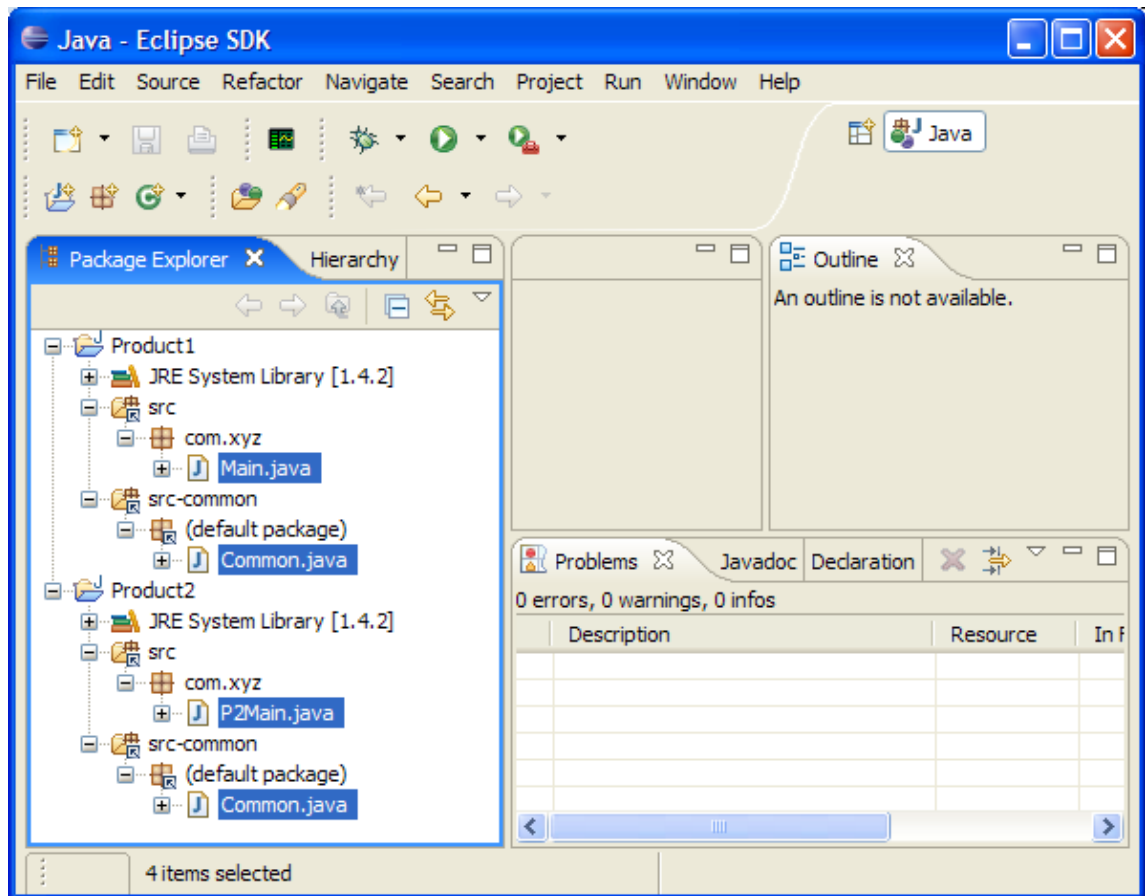 Java - Eclipse SDK
File Edit Source Refactor Navigate Search Project Run Window Help
Java
Package Explorer Hierarchy
Product1
JRE System Library [1.4.2]
src
com.xyz
Main.java
src-common
(default package)
Common.java
Product2
JRE System Library [1.4.2]
src
com.xyz
P2Main.java
src-common
(default package)
Common.java
Outline
An outline is not available.
Problems Javadoc Declaration
0 errors, 0 warnings, 0 infos
Description Resource In F
4 items selected